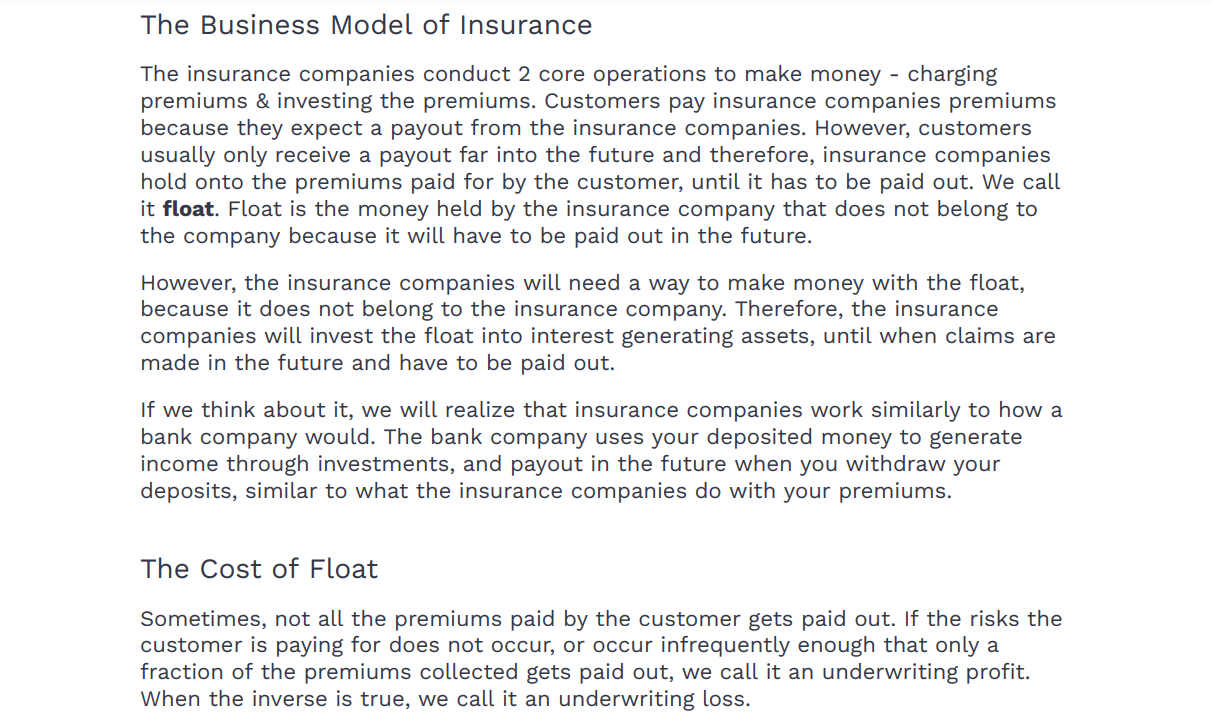 The Business Model of Insurance
The insurance companies conduct 2 core operations to make money - charging
premiums & investing the premiums. Customers pay insurance companies premiums
because they expect a payout from the insurance companies. However, customers
usually only receive a payout far into the future and therefore, insurance companies
hold onto the premiums paid for by the customer, until it has to be paid out. We call
it float. Float is the money held by the insurance company that does not belong to
the company because it will have to be paid out in the future.
However, the insurance companies will need a way to make money with the float,
because it does not belong to the insurance company. Therefore, the insurance
companies will invest the float into interest generating assets, until when claims are
made in the future and have to be paid out.
If we think about it, we will realize that insurance companies work similarly to how a
bank company would. The bank company uses your deposited money to generate
income through investments, and payout in the future when you withdraw your
deposits, similar to what the insurance companies do with your premiums.
The Cost of Float
Sometimes, not all the premiums paid by the customer gets paid out. If the risks the
customer is paying for does not occur, or occur infrequently enough that only a
fraction of the premiums collected gets paid out, we call it an underwriting profit.
When the inverse is true, we call it an underwriting loss.